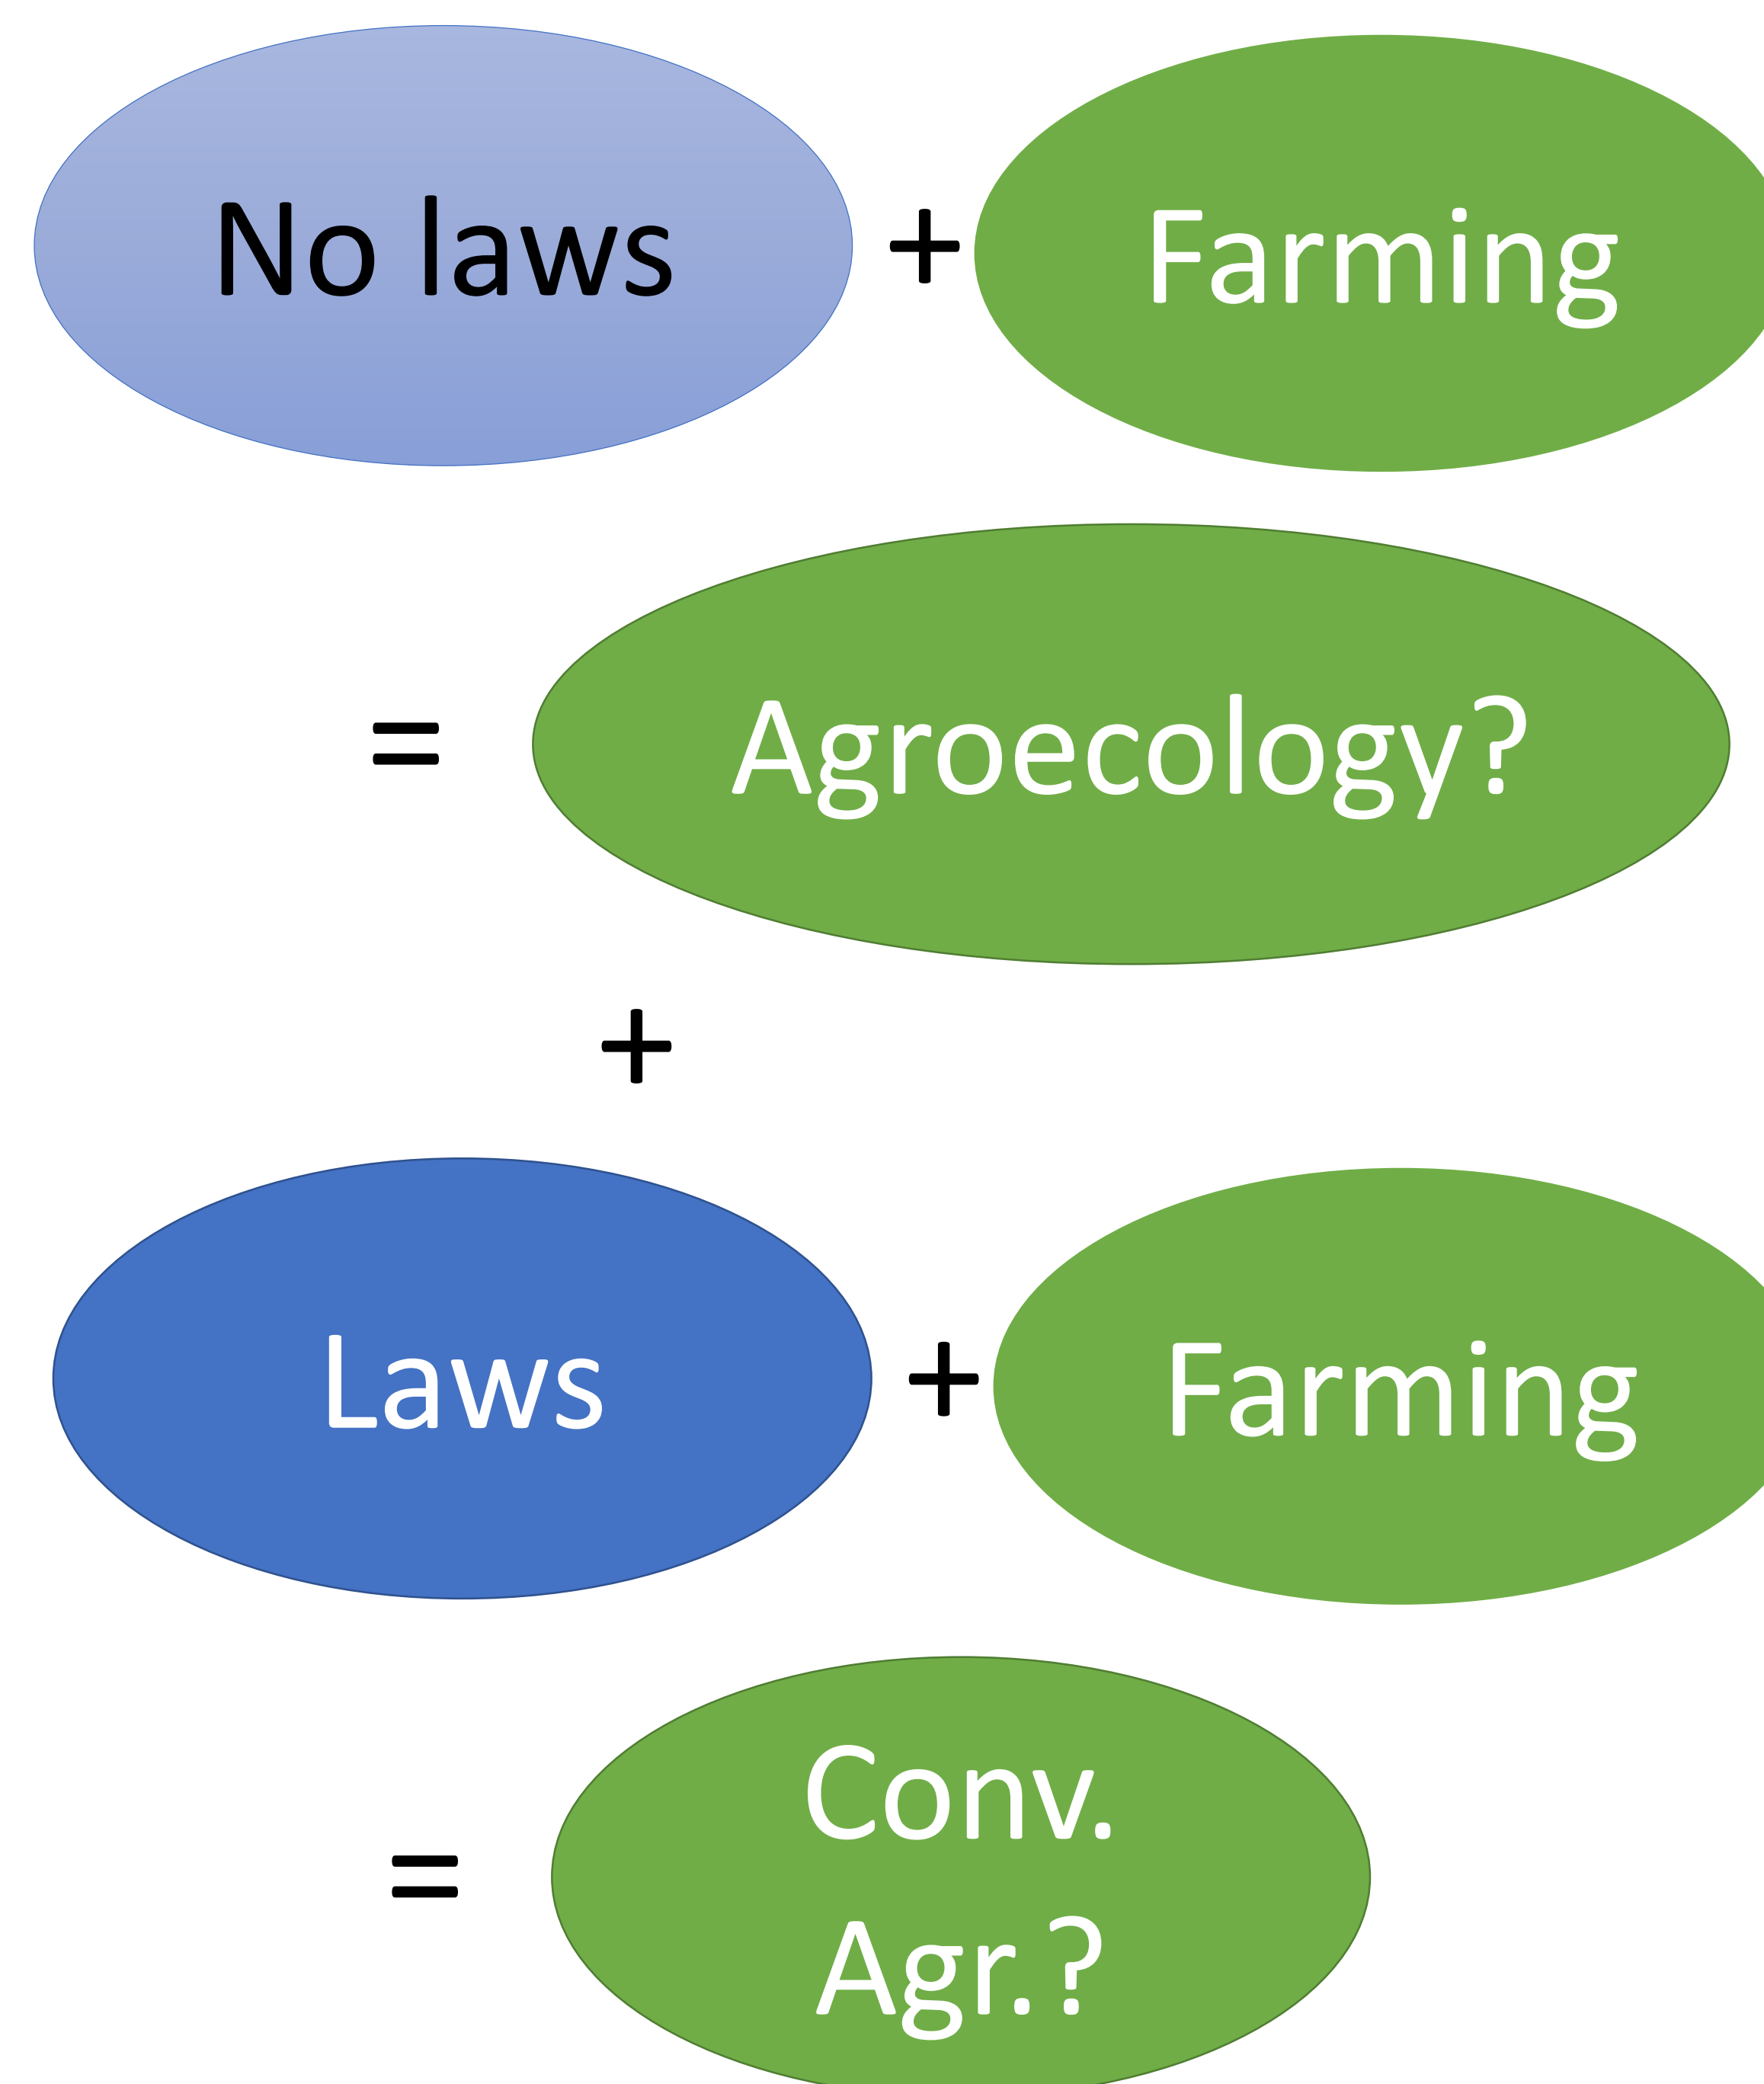 No laws + Farming
= Agroecology?
+
Laws + Farming
= Conv.
Agr.?